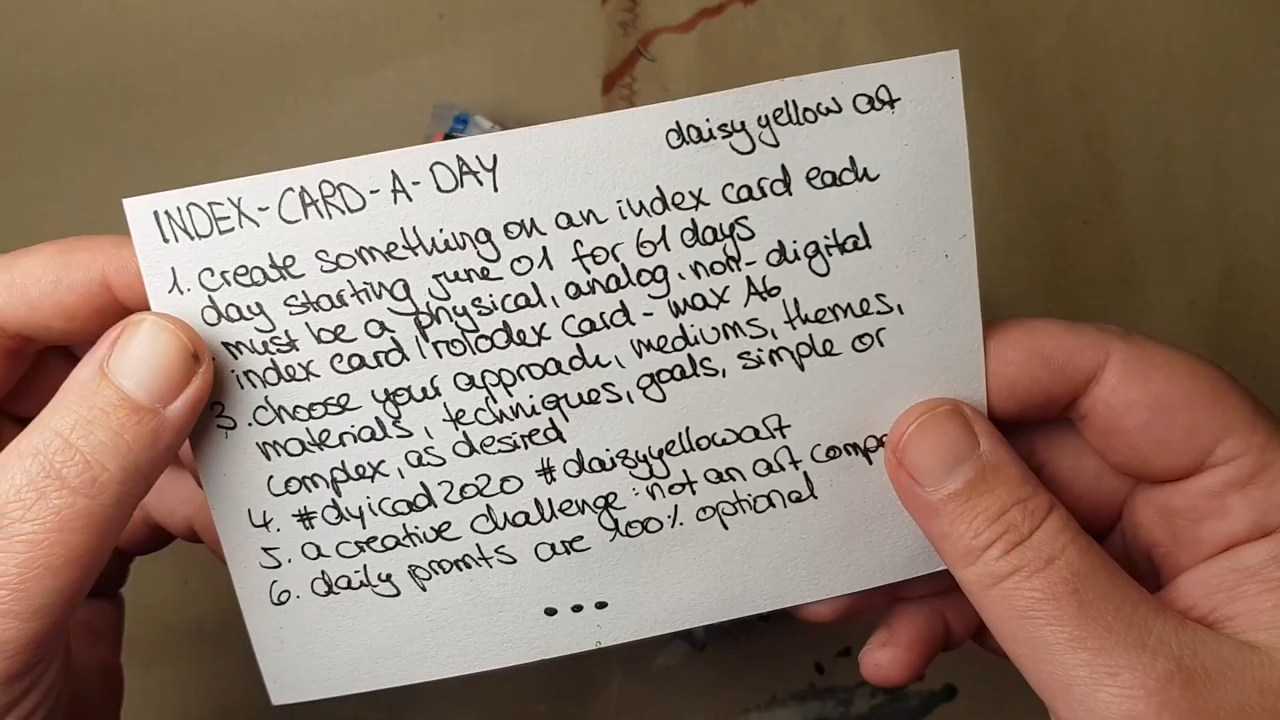 daisy yellow art
INDEX-CARD-A-DAY
1. create something on an index card each
day starting june 01 for 61 days
must be a physical, analog, non-digital
index card / rolodex card - max A6
3. choose your approach, mediums, themes,
materials, techniques, goals, simple or
complex, as desired
4. #dyicad2020 #daisyyellowart
5. a creative challenge: not an art
6. daily promts are 100% optional
...